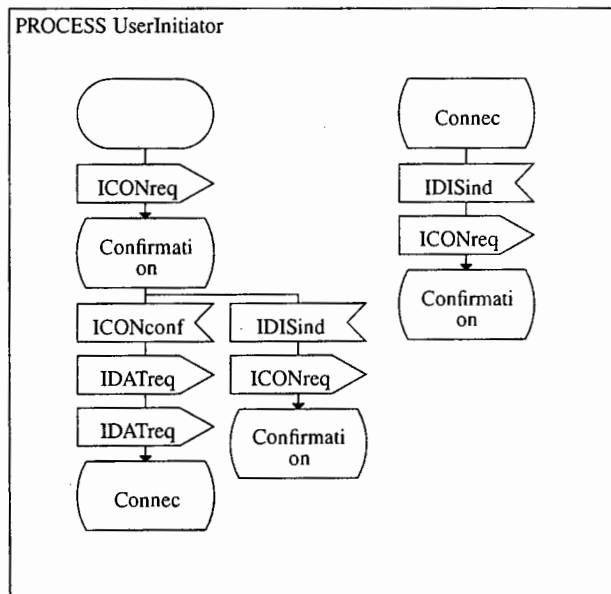 PROCESS UserInitiator
ICONreq
Confirmati
on
ICONconf
IDATreq
IDATreq
Connec
IDISind
ICONreq
Confirmati
on
Connec
IDISind
ICONreq
Confirmati
on